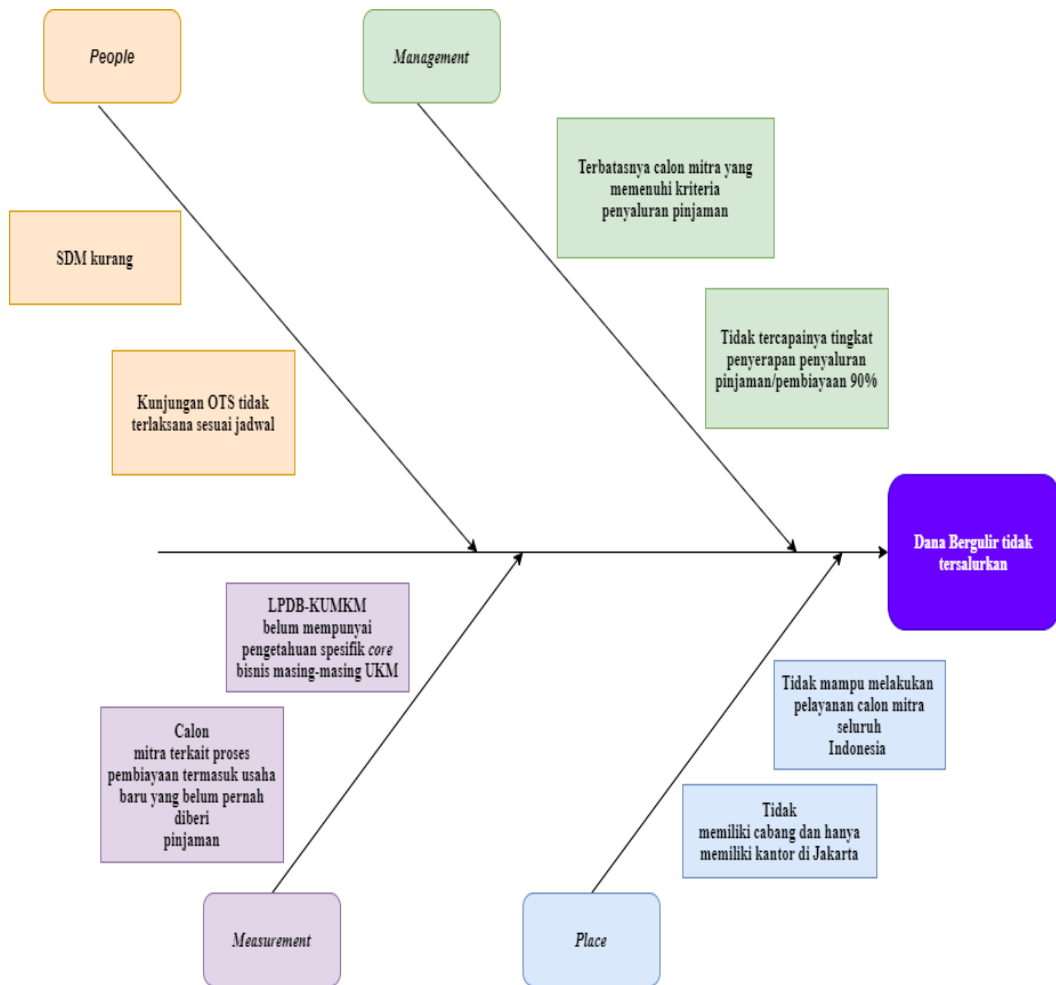 People
Management
Terbatasnya calon mitra yang
memenuhi kriteria
penyaluran pinjaman
SDM kurang
Tidak tercapainya tingkat
penyerapan penyaluran
pinjaman/pembiayaan 90%
Kunjungan OTS tidak
terlaksana sesuai jadwal
Dana Bergulir tidak
tersalurkan
LPDB-KUMKM
belum mempunyai
pengetahuan spesifik core
bisnis masing-masing UKM
Tidak mampu melakukan
pelayanan calon mitra
seluruh
Indonesia
Calon
mitra terkait proses
pembiayaan termasuk usaha
baru yang belum pernah
diberi
pinjaman
Tidak
memiliki cabang dan hanya
memiliki kantor di Jakarta
Measurement
Place